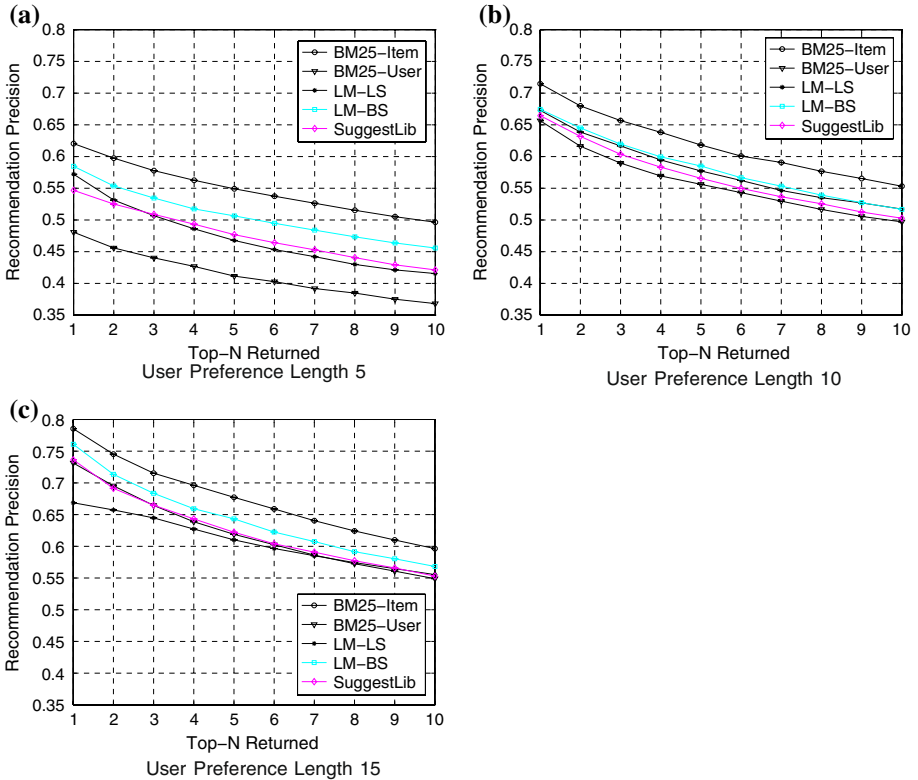 (a)
0.8
0.75
0.7
0.65
0.6
0.55
0.5
0.45
0.4
0.35
Recommendation Precision
BM25-Item
BM25-User
LM-LS
LM-BS
SuggestLib
1 2 3 4 5 6 7 8 9 10
Top-N Returned
User Preference Length 5
(b)
0.8
0.75
0.7
0.65
0.6
0.55
0.5
0.45
0.4
0.35
Recommendation Precision
BM25-Item
BM25-User
LM-LS
LM-BS
SuggestLib
1 2 3 4 5 6 7 8 9 10
Top-N Returned
User Preference Length 10
(c)
0.8
0.75
0.7
0.65
0.6
0.55
0.5
0.45
0.4
0.35
Recommendation Precision
BM25-Item
BM25-User
LM-LS
LM-BS
SuggestLib
1 2 3 4 5 6 7 8 9 10
Top-N Returned
User Preference Length 15